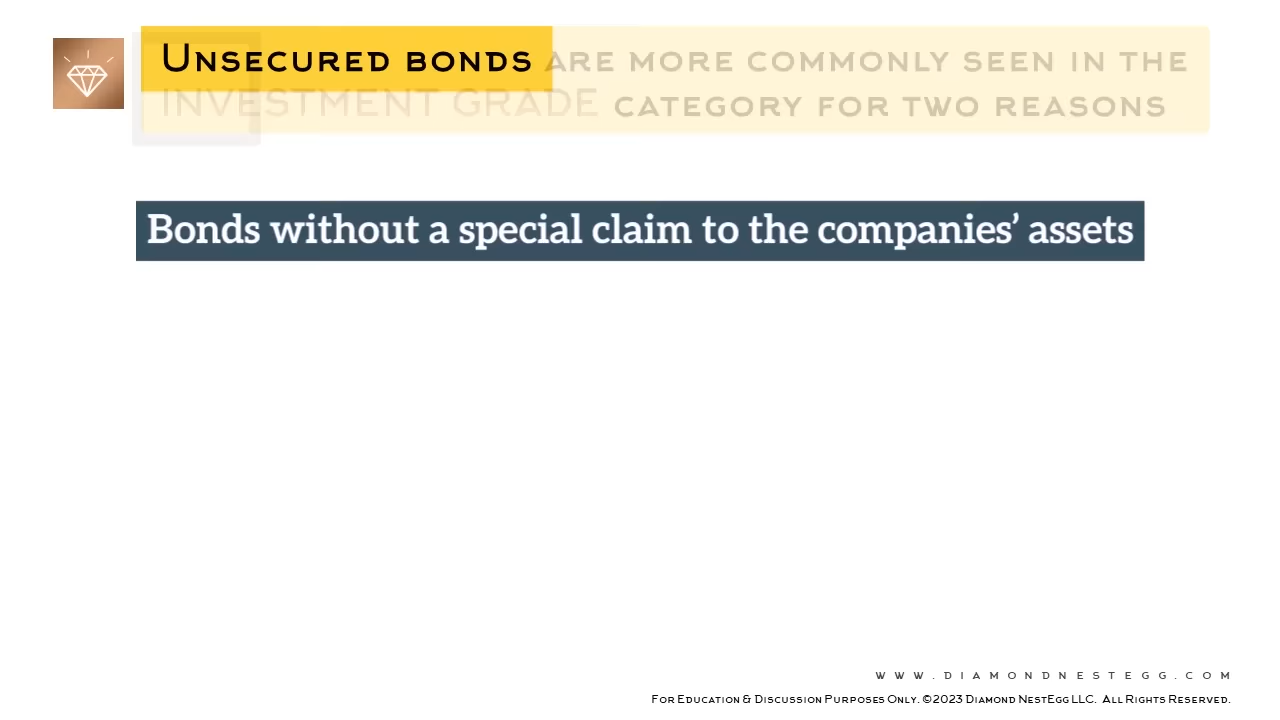 Unsecured bonds are more commonly seen in the
investment grade category for two reasons
Bonds without a special claim to the companies’ assets
www.diamondnestegg.com
For Education & Discussion Purposes Only. ©2023 Diamond NestEgg LLC. All Rights Reserved.